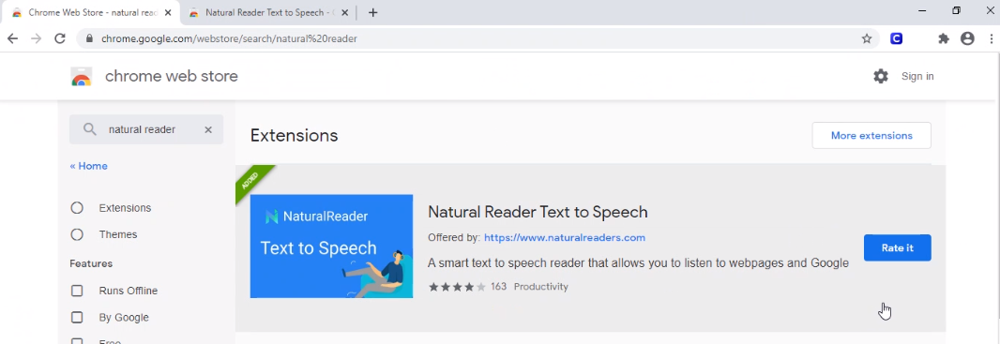 Chrome Web Store - natural read
Natural Reader Text to Speech -
chrome.google.com/webstore/search/natural%20reader
C
chrome web store
Sign in
natural reader
« Home
Extensions
Themes
Features
Runs Offline
By Google
Free
Extensions
More extensions
ADDED
NaturalReader
Text to Speech
Natural Reader Text to Speech
Offered by: https://www.naturalreaders.com
A smart text to speech reader that allows you to listen to webpages and Google
163 Productivity
Rate it